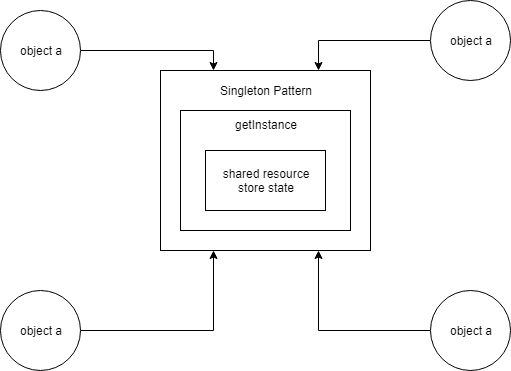 object a
object a
Singleton Pattern
getInstance
shared resource
store state
object a
object a